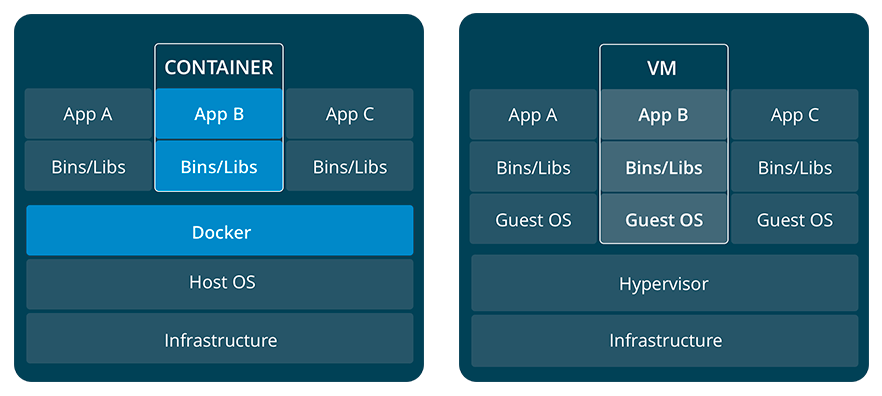 CONTAINER
App A App B App C
Bins/Libs Bins/Libs Bins/Libs
Docker
Host OS
Infrastructure
VM
App A App B App C
Bins/Libs Bins/Libs Bins/Libs
Guest OS Guest OS Guest OS
Hypervisor
Infrastructure